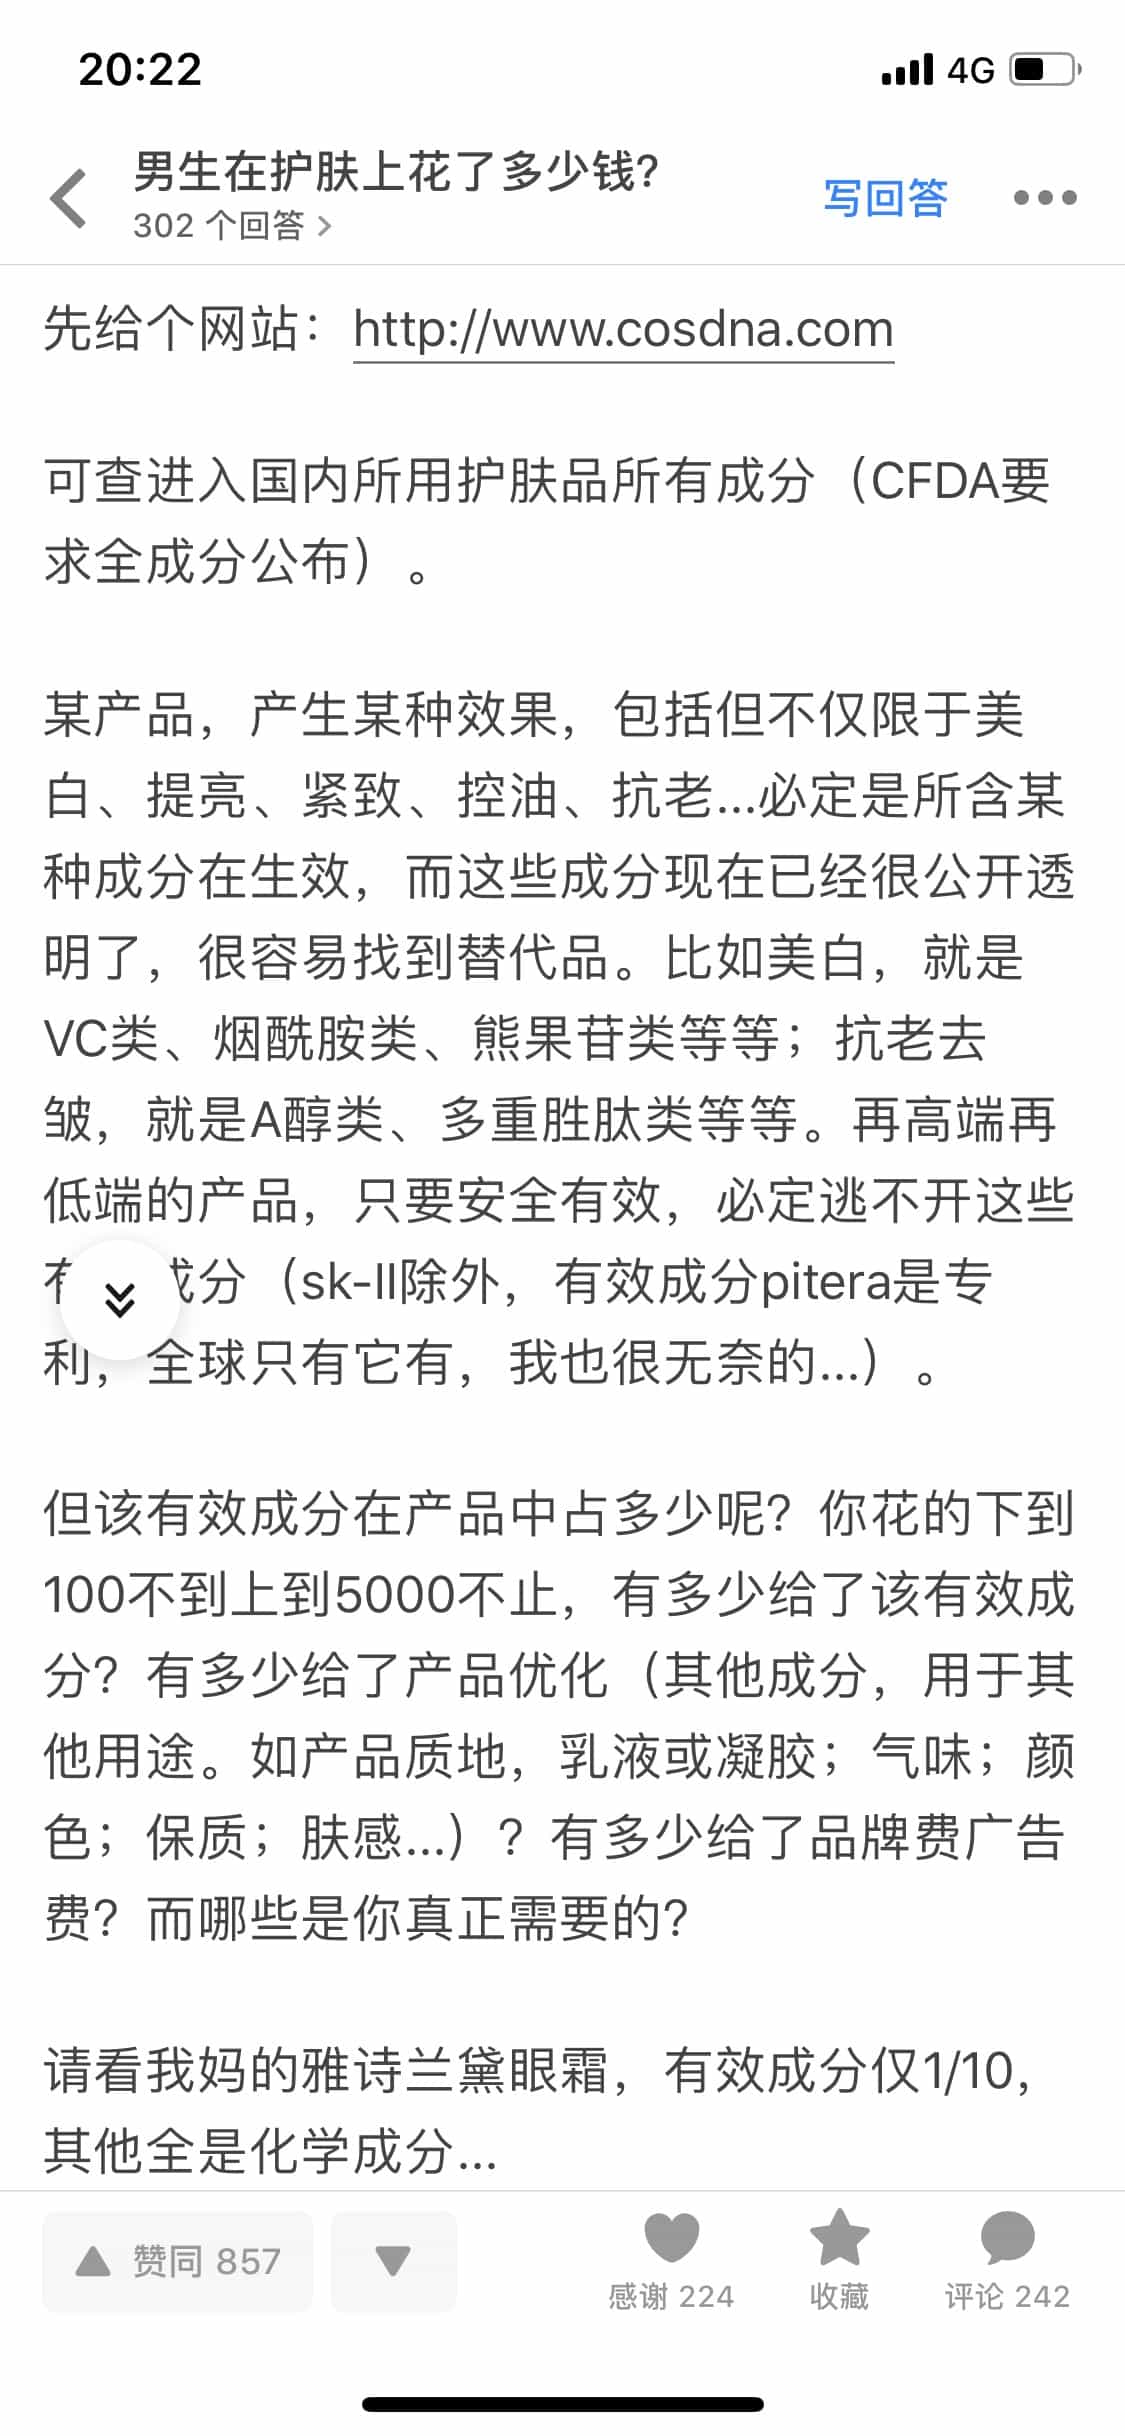 20:22
4G
男生在护肤上花了多少钱?
302 个回答
写回答
先给个网站：http://www.cosdna.com
可查进入国内所用护肤品所有成分（CFDA要
求全成分公布）。
某产品，产生某种效果，包括但不仅限于美
白、提亮、紧致、控油、抗老...必定是所含某
种成分在生效，而这些成分现在已经很公开透
明了，很容易找到替代品。比如美白，就是
VC类、烟酰胺类、熊果苷类等等；抗老去
皱，就是A醇类、多重胜肽类等等。再高端再
低端的产品，只要安全有效，必定逃不开这些
成分（sk-II除外，有效成分pitera是专
利，全球只有它有，我也很无奈的...）。
但该有效成分在产品中占多少呢？你花的下到
100不到上到5000不止，有多少给了该有效成
分？有多少给了产品优化（其他成分，用于其
他用途。如产品质地，乳液或凝胶；气味；颜
色；保质；肤感...）？有多少给了品牌费广告
费？而哪些是你真正需要的？
请看我妈的雅诗兰黛眼霜，有效成分仅1/10，
其他全是化学成分...
赞同 857
感谢 224
收藏
评论 242